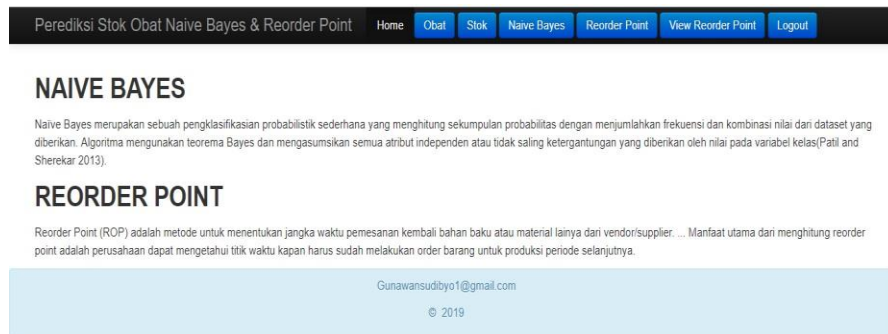 Perediksi Stok Obat Naive Bayes & Reorder Point Home Obat Stok Naive Bayes Reorder Point View Reorder Point Logout
NAIVE BAYES
Naïve Bayes merupakan sebuah pengklasifikasian probabilistik sederhana yang menghitung sekumpulan probabilitas dengan menjumlahkan frekuensi dan kombinasi nilai dari dataset yang
diberikan. Algoritma mengunakan teorema Bayes dan mengasumsikan semua atribut independen atau tidak saling ketergantungan yang diberikan oleh nilai pada variabel kelas(Patil and
Sherekar 2013).
REORDER POINT
Reorder Point (ROP) adalah metode untuk menentukan jangka waktu pemesanan kembali bahan baku atau material lainya dari vendor/supplier. ... Manfaat utama dari menghitung reorder
point adalah perusahaan dapat mengetahui titik waktu kapan harus sudah melakukan order barang untuk produksi periode selanjutnya.
Gunawansudibyo1@gmail.com
© 2019